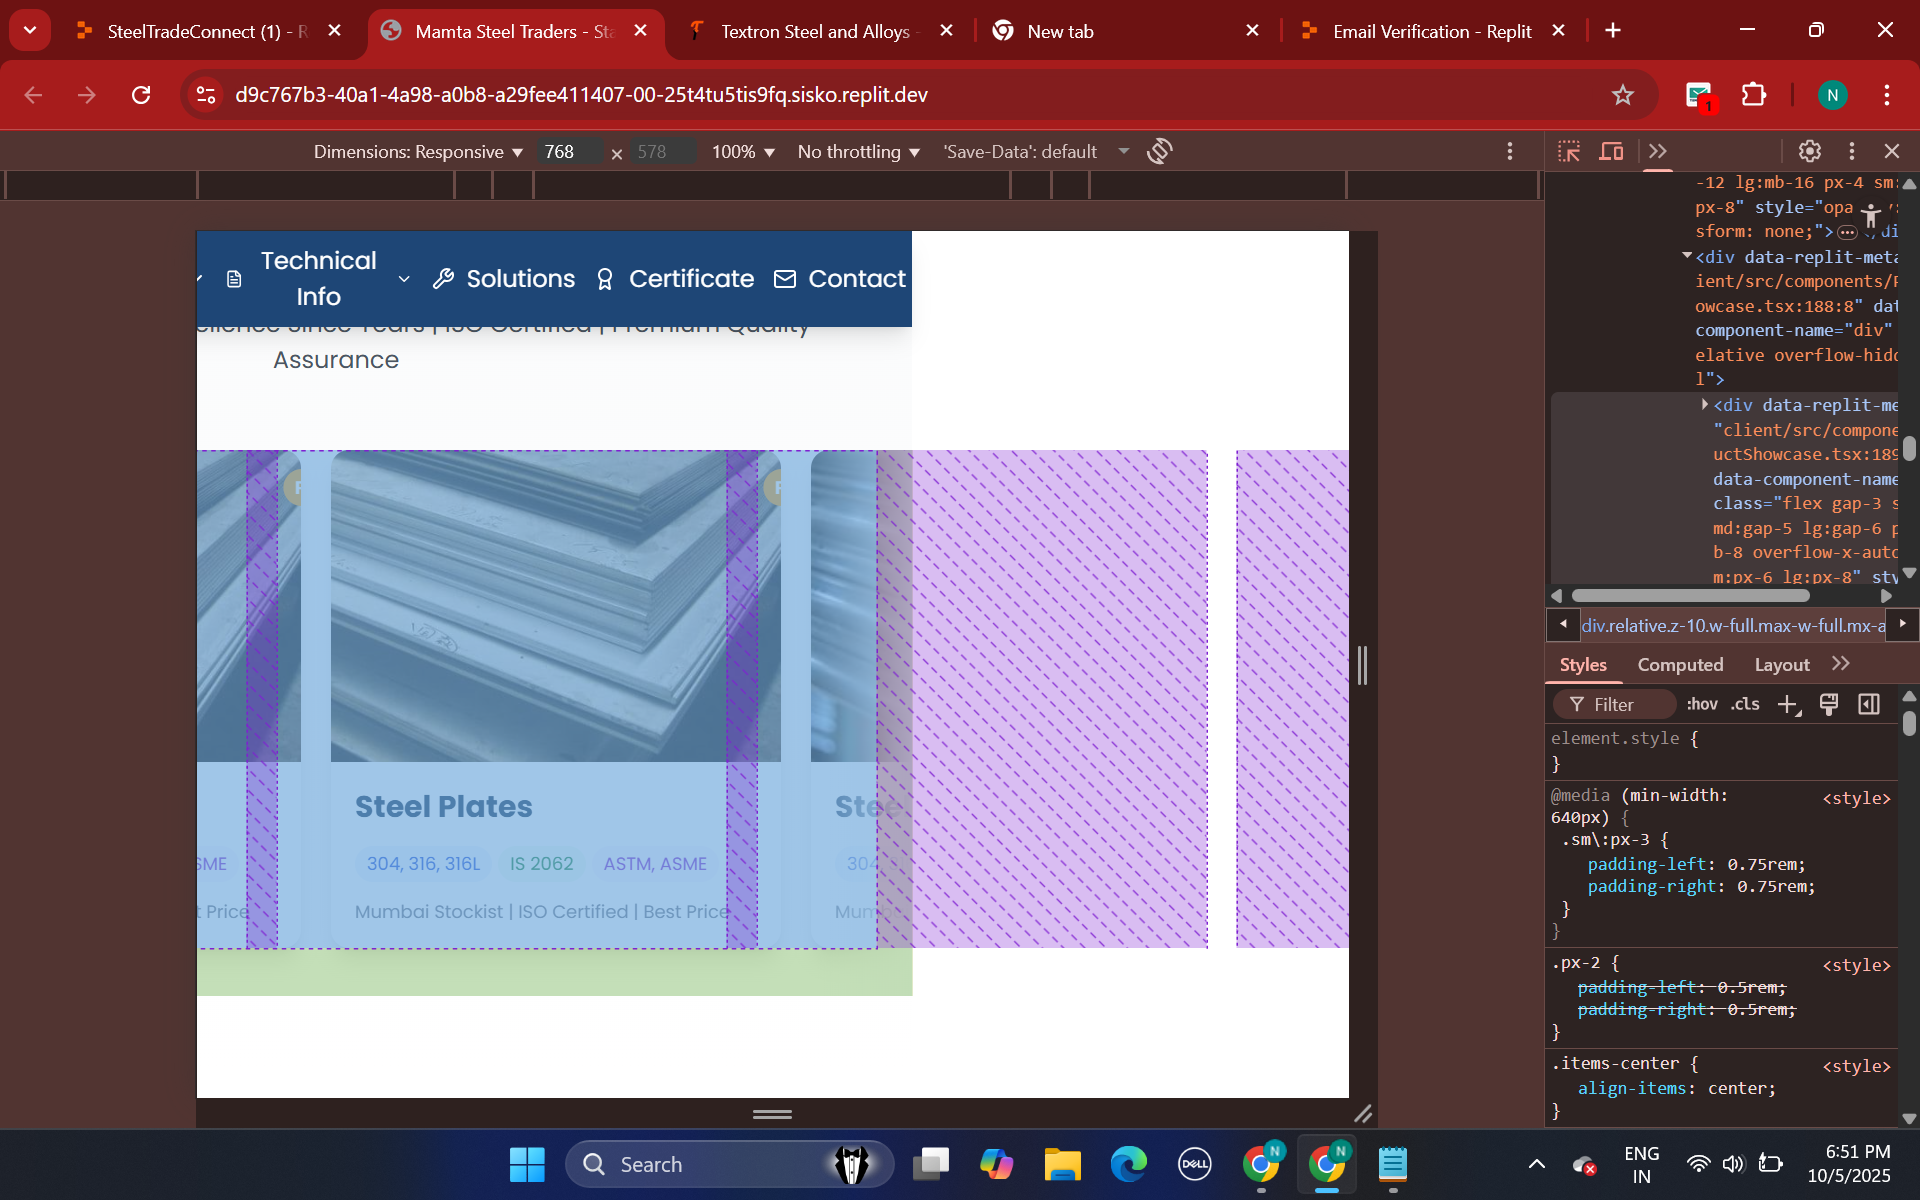 SteelTradeConnect (1) - R
Mamta Steel Traders - Sta
Textron Steel and Alloys -
New tab
Email Verification - Replit
d9c767b3-40a1-4a98-a0b8-a29fee411407-00-25t4tu5tis9fq.sisko.replit.dev
1
N
Dimensions: Responsive
768
×
578
100%
No throttling
'Save-Data': default
Technical
Info
Solutions
Certificate
Contact
ellence Since Years | ISO Certified | Premium Quality
Assurance
Steel Plates
304, 316, 316L
IS 2062
ASTM, ASME
Mumbai Stockist | ISO Certified | Best Price
SME
t Price
-12 lg:mb-16 px-4 sm:
px-8" style="opa
sform: none;">
<div data-replit-meta
ient/src/components/P
owcase.tsx:188:8" dat
component-name="div"
elative overflow-hidd
l">
<div data-replit-me
"client/src/compone
uctShowcase.tsx:189
data-component-name
class="flex gap-3 s
md:gap-5 lg:gap-6 p
b-8 overflow-x-auto
m:px-6 lg:px-8" sty
div.relative.z-10.w-full.max-w-full.mx-a
Styles
Computed
Layout
Filter
:hov
.cls
element.style {
}
@media (min-width:
<style>
640px) {
.sm\:px-3 {
padding-left: 0.75rem;
padding-right: 0.75rem;
}
}
.px-2 {
<style>
padding-left: 0.5rem;
padding-right: 0.5rem;
}
.items-center {
<style>
align-items: center;
}
Search
DELL
N
N
ENG
IN
6:51 PM
10/5/2025